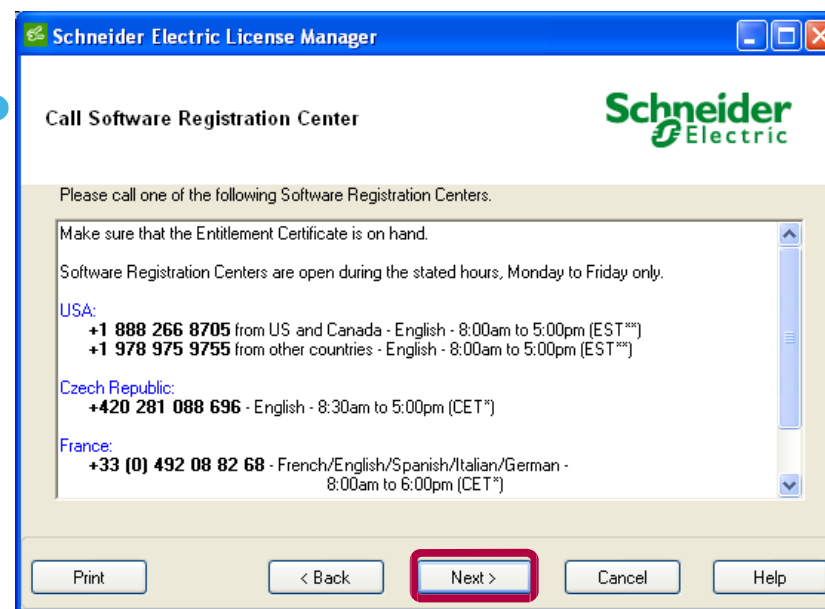 Schneider Electric License Manager
Call Software Registration Center
Schneider
Electric
Please call one of the following Software Registration Centers.
Make sure that the Entitlement Certificate is on hand.
Software Registration Centers are open during the stated hours, Monday to Friday only.
USA:
+1 888 266 8705 from US and Canada - English - 8:00am to 5:00pm (EST**)
+1 978 975 9755 from other countries - English - 8:00am to 5:00pm (EST**)
Czech Republic:
+420 281 088 696 - English - 8:30am to 5:00pm (CET*)
France:
+33 (0) 492 08 82 68 - French/English/Spanish/Italian/German -
8:00am to 6:00pm (CET*)
Print < Back Next > Cancel Help